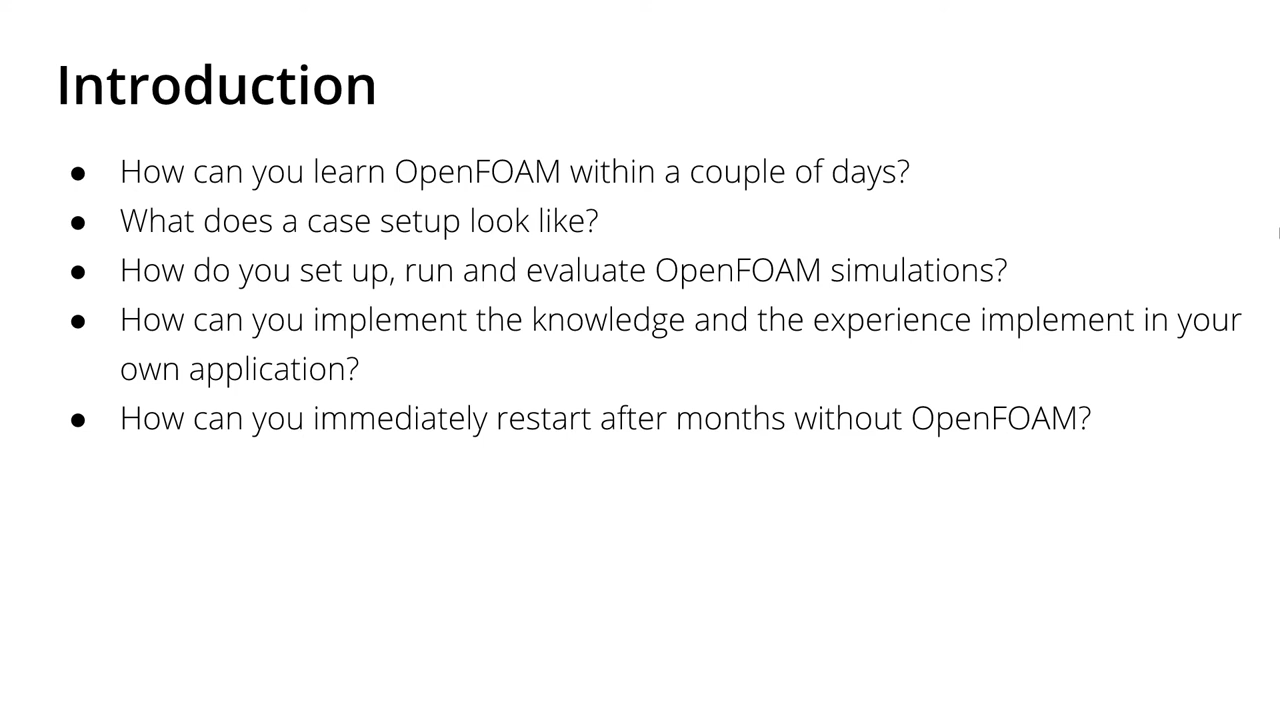 Introduction
● How can you learn OpenFOAM within a couple of days?
● What does a case setup look like?
● How do you set up, run and evaluate OpenFOAM simulations?
● How can you implement the knowledge and the experience implement in your
own application?
● How can you immediately restart after months without OpenFOAM?